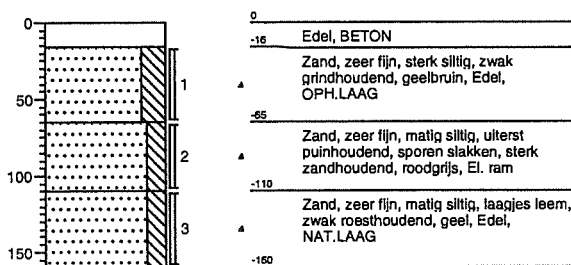 0
50
100
150
1
2
3
0
-16
Edel, BETON
Zand, zeer fijn, sterk siltig, zwak
grindhoudend, geelbruin, Edel,
OPH.LAAG
-65
Zand, zeer fijn, matig siltig, uiterst
puinhoudend, sporen slakken, sterk
zandhoudend, roodgrijs, El. ram
-110
Zand, zeer fijn, matig siltig, laagjes leem,
zwak roesthoudend, geel, Edel,
NAT.LAAG
-160